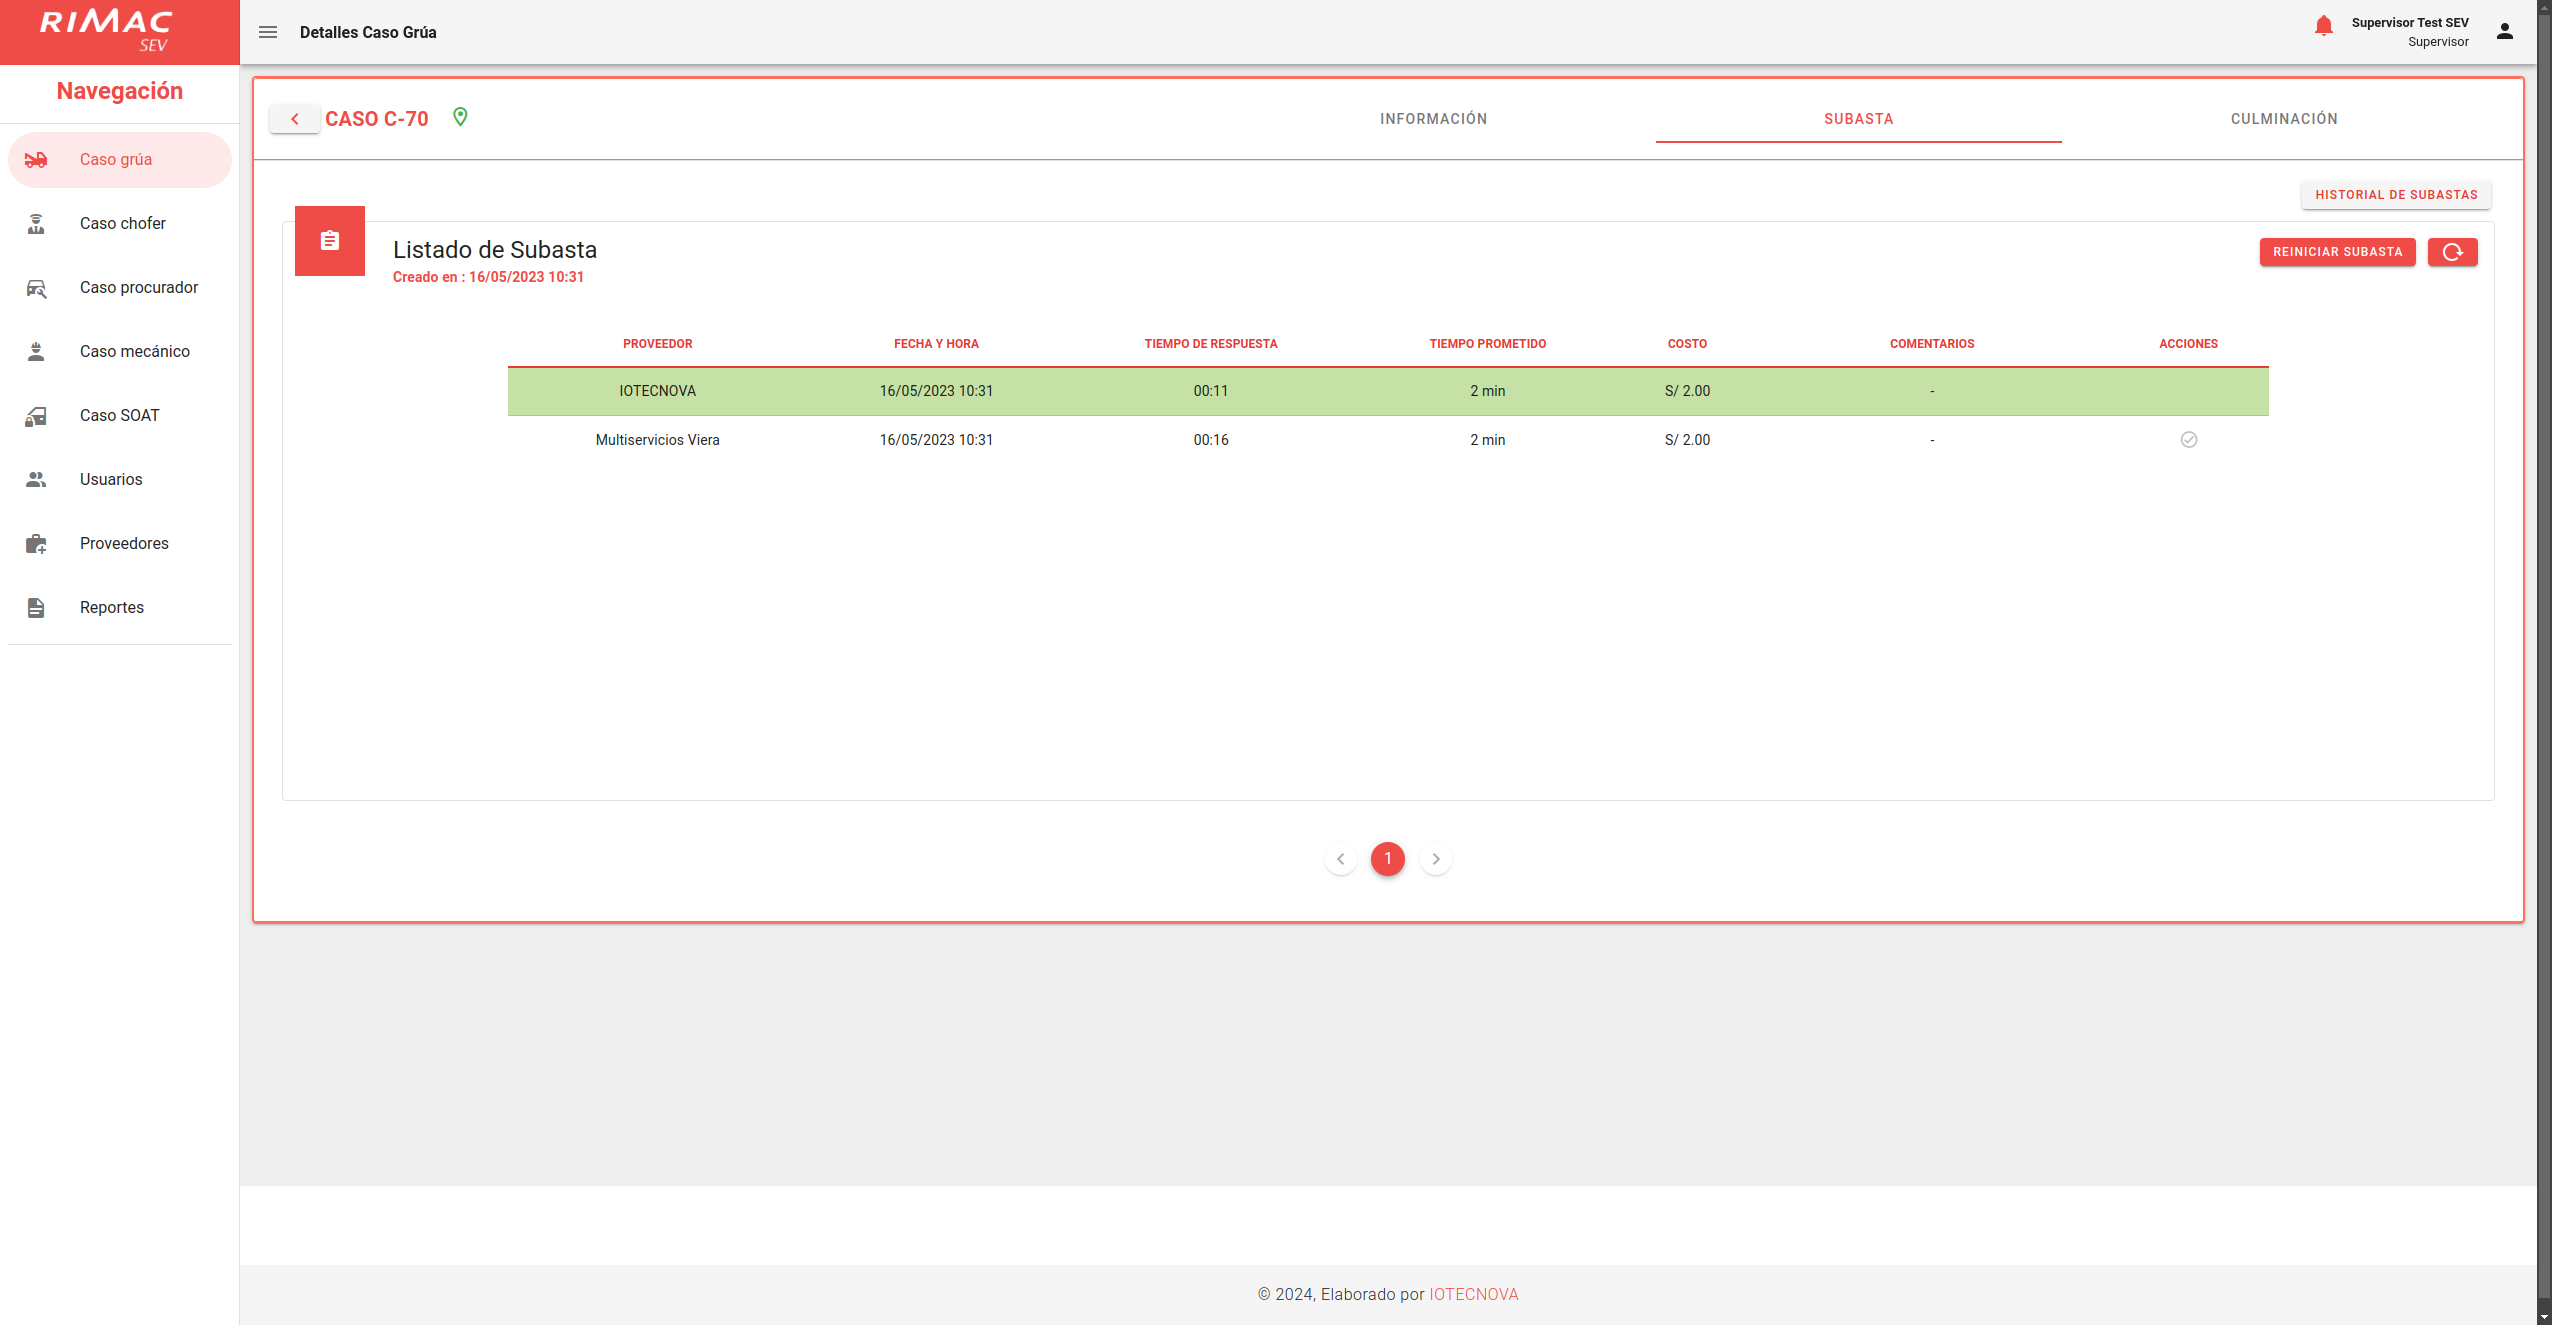 RIMAC
SEV
Detalles Caso Grúa
Supervisor Test SEV
Supervisor
Navegación
Caso grúa
Caso chofer
Caso procurador
Caso mecánico
Caso SOAT
Usuarios
Proveedores
Reportes
CASO C-70
INFORMACIÓN
SUBASTA
CULMINACIÓN
HISTORIAL DE SUBASTAS
Listado de Subasta
Creado en : 16/05/2023 10:31
REINICIAR SUBASTA
PROVEEDOR FECHA Y HORA TIEMPO DE RESPUESTA TIEMPO PROMETIDO COSTO COMENTARIOS ACCIONES
IOTECNOVA 16/05/2023 10:31 00:11 2 min S/ 2.00 -
Multiservicios Viera 16/05/2023 10:31 00:16 2 min S/ 2.00 -
1
© 2024, Elaborado por IOTECNOVA